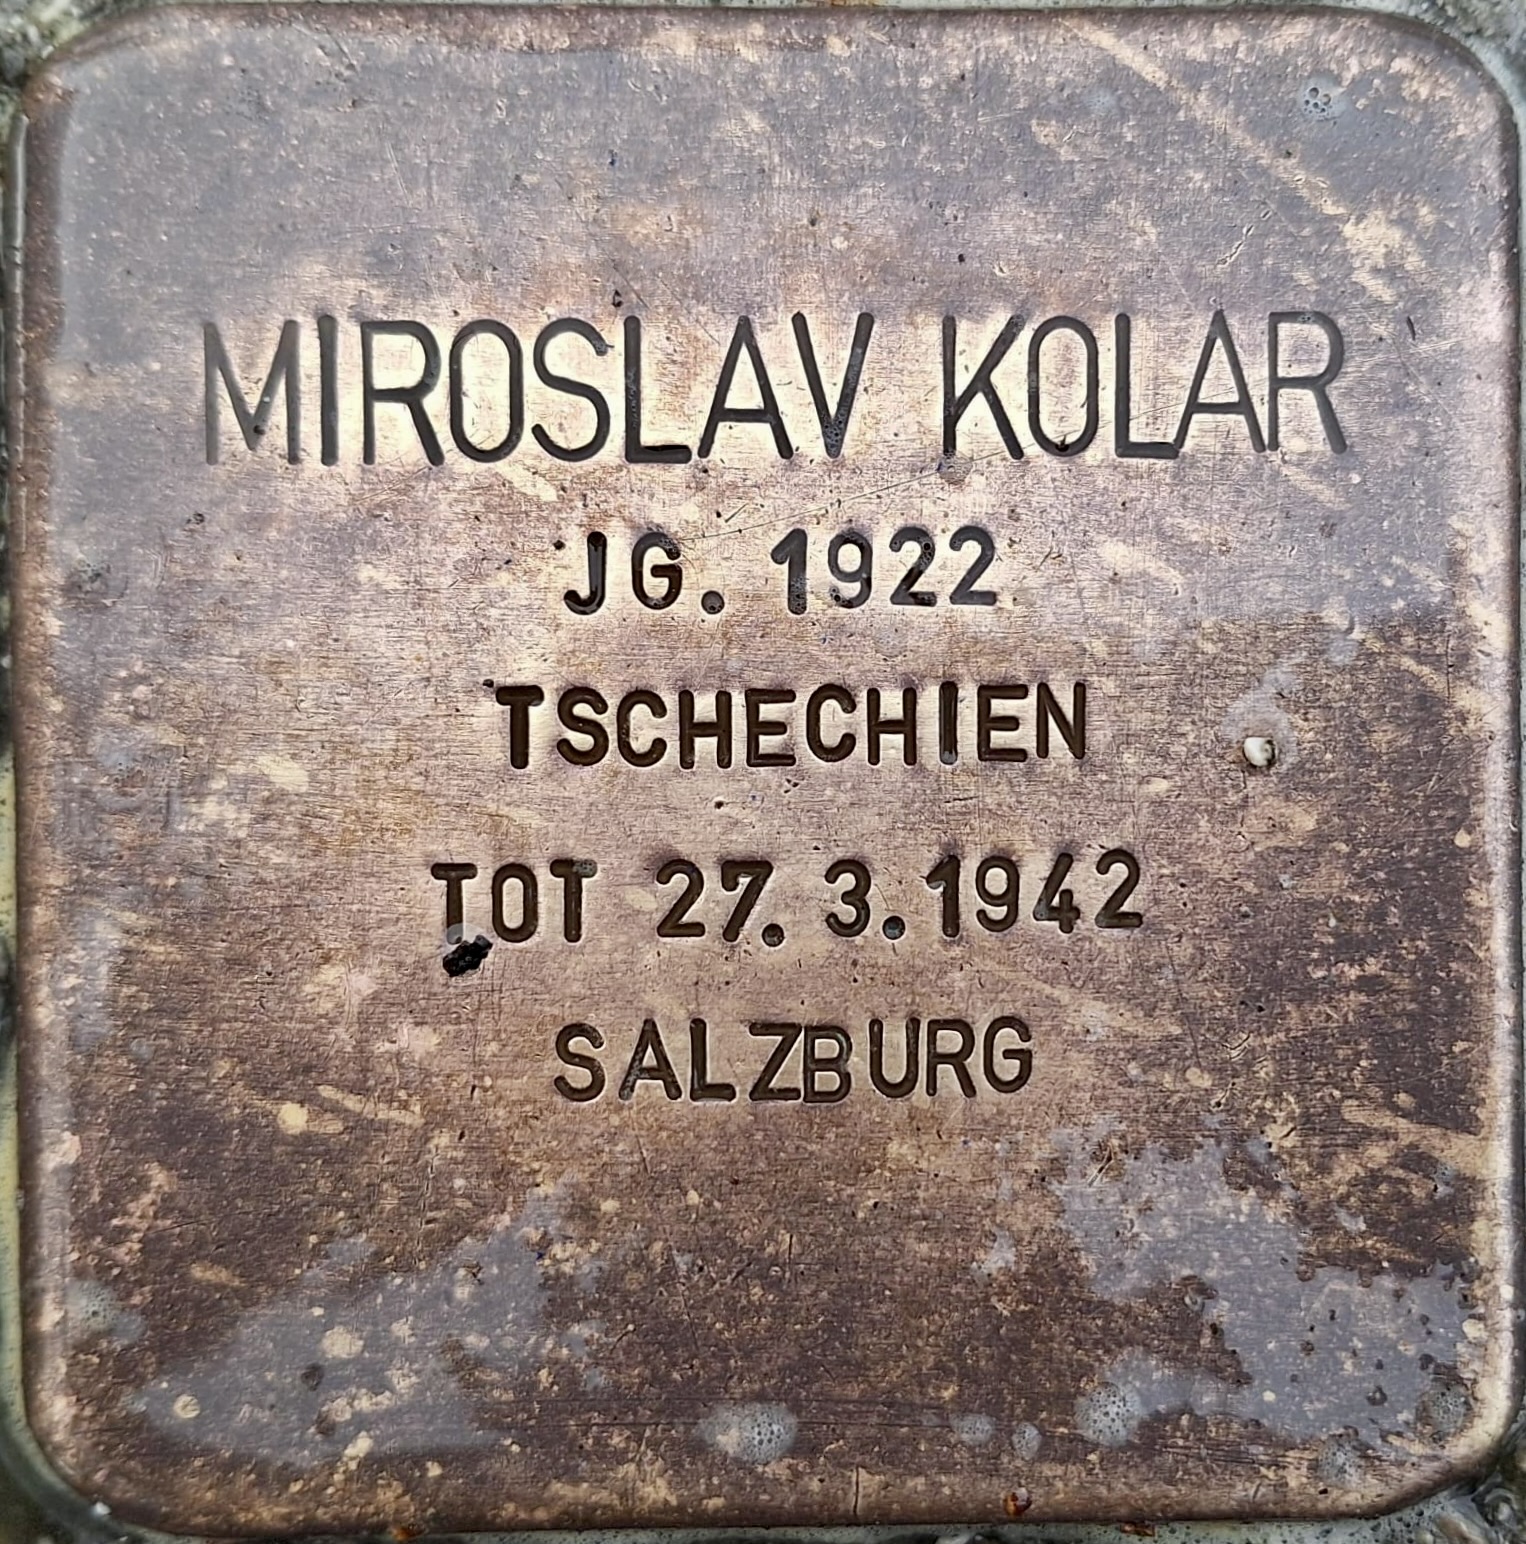 MIROSLAV KOLAR
JG. 1922
TSCHECHIEN
TOT 27. 3. 1942
SALZBURG